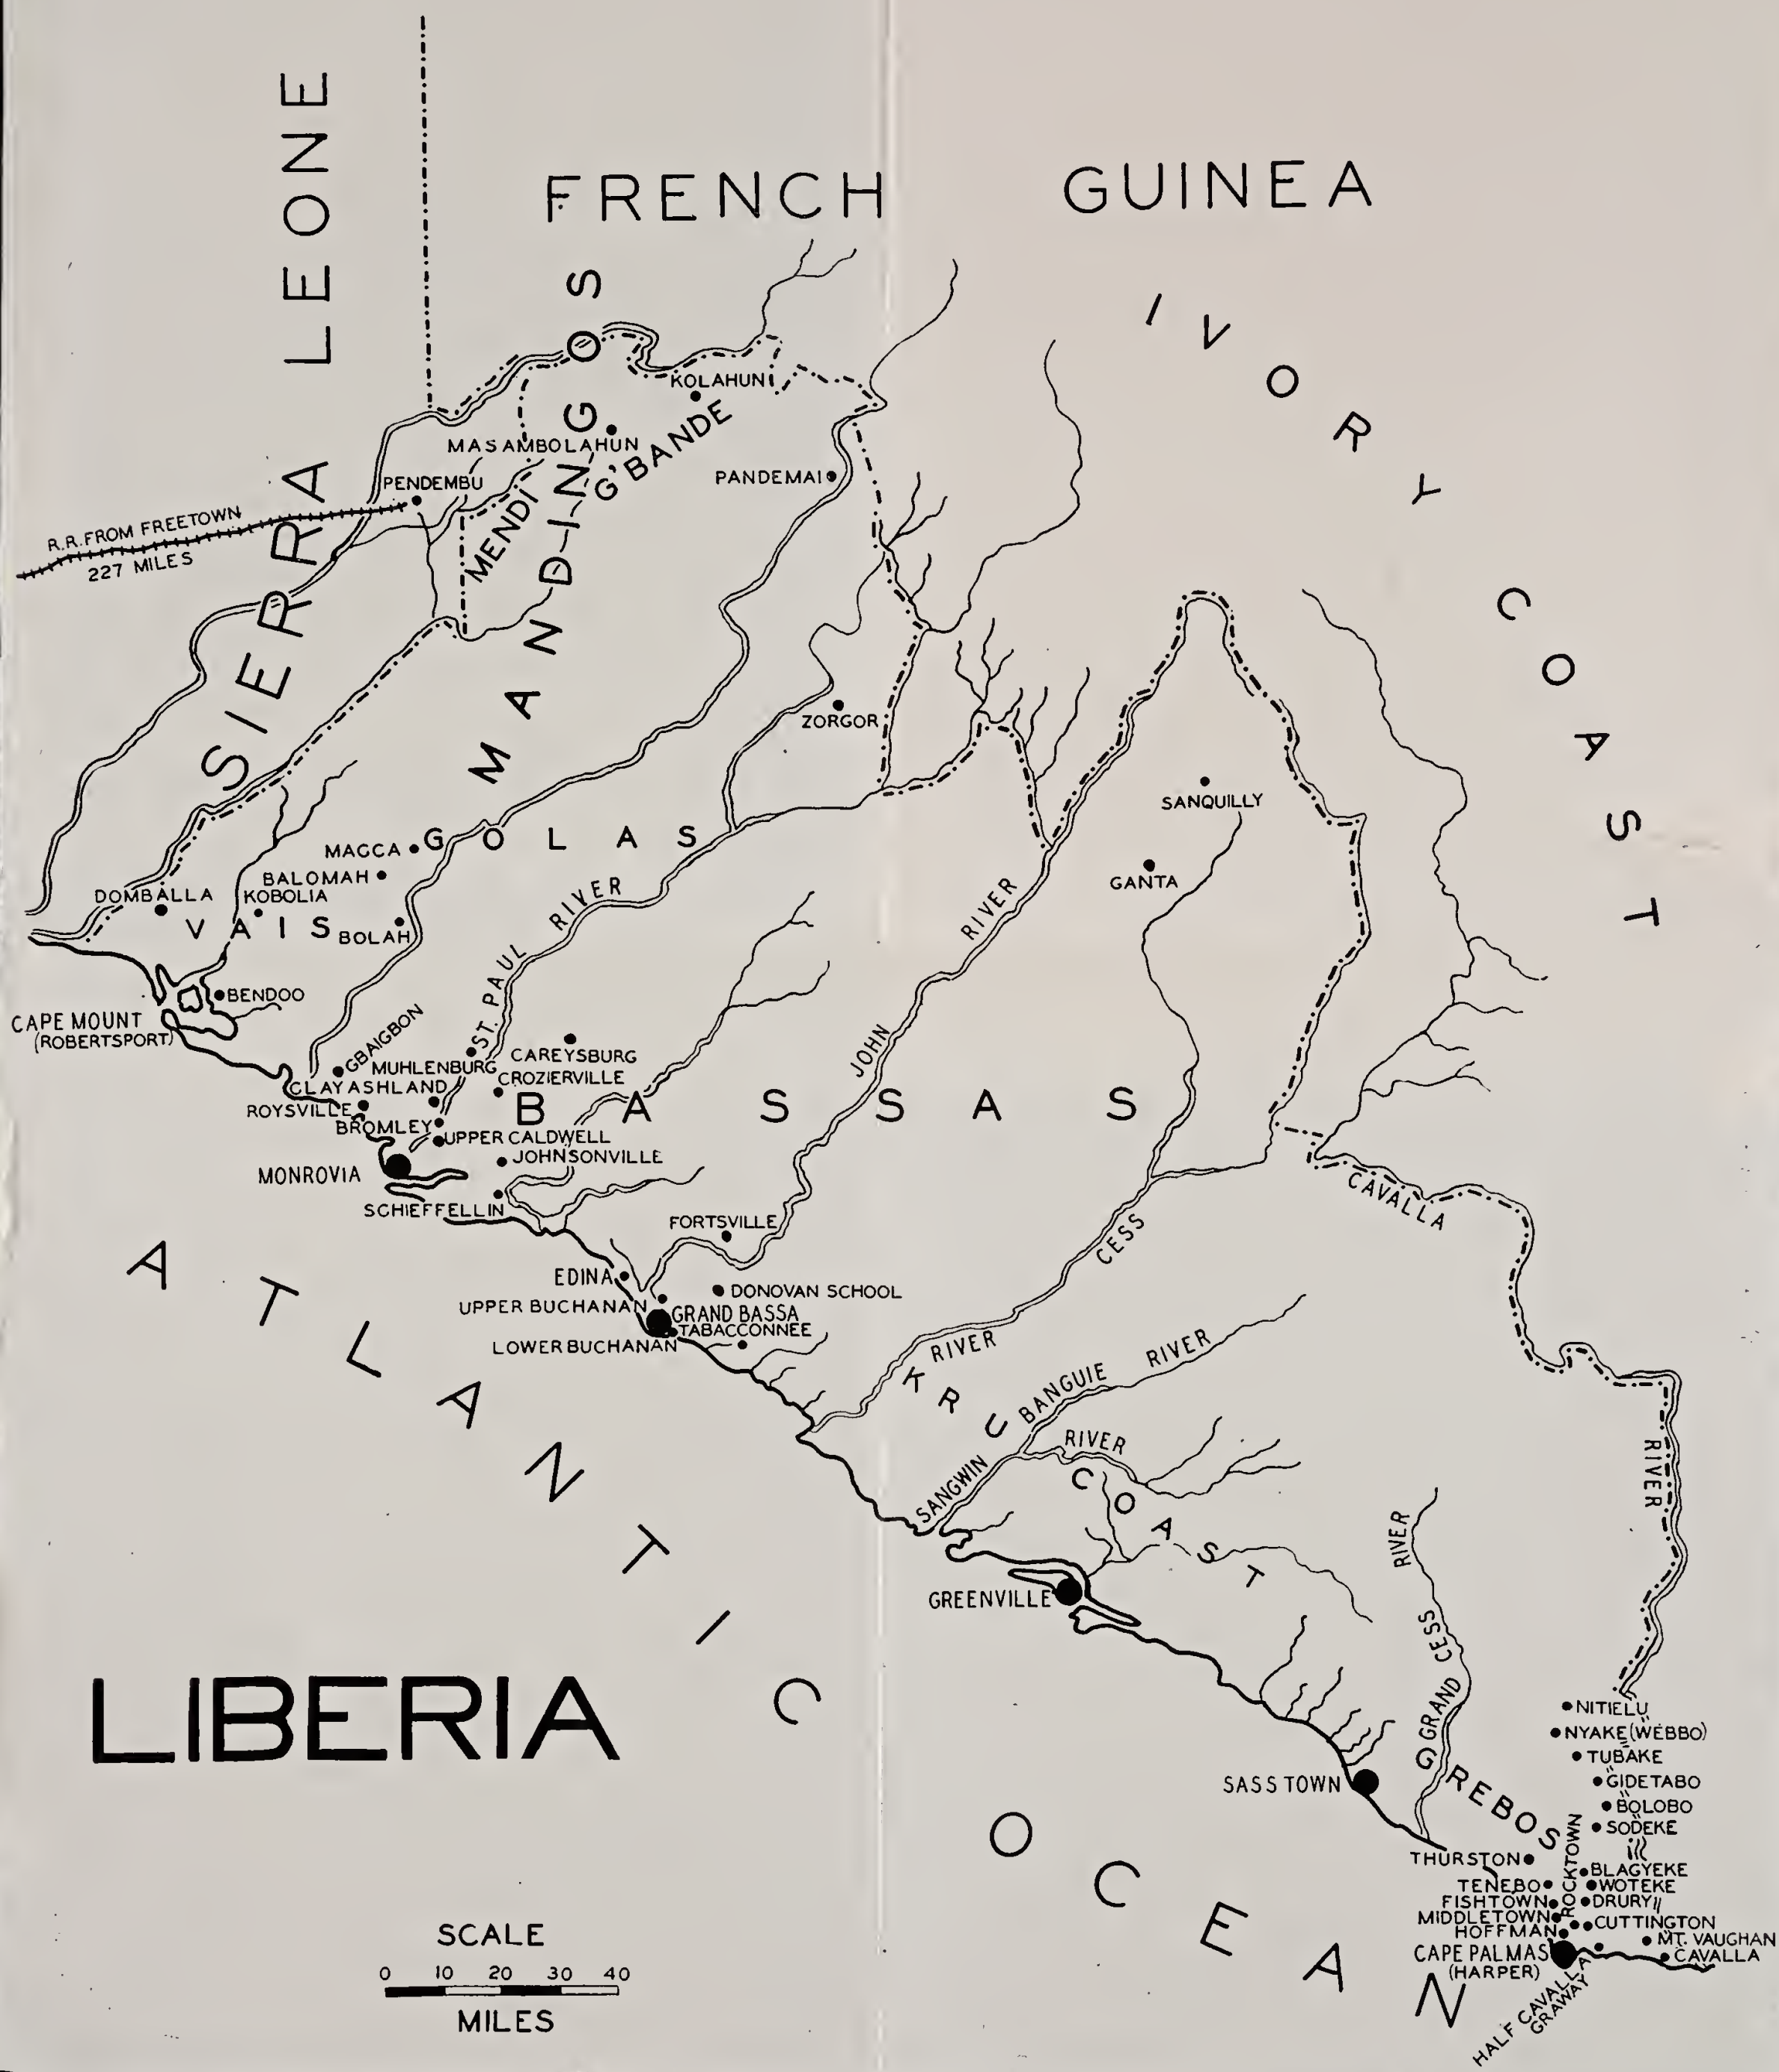 SIERRA LEONE
FRENCH GUINEA
IVORY COAST
MANDINGOS
KOLAHUN
G'BANDE
MASAMBOLAHUN
MENDI
PENDEMBU
PANDEMAI
R.R. FROM FREETOWN
227 MILES
ZORGOR
SANQUILLY
GANTA
GOLAS
MACCA
BALOMAH
DOMBALLA
KOBOLIA
VAIS
BOLAH
ST. PAUL RIVER
JOHN RIVER
BENDOO
CAPE MOUNT
(ROBERTSPORT)
GBAIGBON
MUHLENBURG
CAREYSBURG
CROZIERVILLE
CLAYASHLAND
ROYSVILLE
BROMLEY
BASSAS
UPPER CALDWELL
JOHNSONVILLE
MONROVIA
SCHIEFFELIN
FORTSVILLE
EDINA
DONOVAN SCHOOL
UPPER BUCHANAN
GRAND BASSA
TABACCONNEE
LOWER BUCHANAN
CESS RIVER
CAVALLA RIVER
KRU COAST
BANGUIE RIVER
SANGWIN RIVER
GREENVILLE
GRAND CESS RIVER
SASS TOWN
GREBOS
NITIELU
NYAKE (WEBBO)
TUBAKE
GIDETABO
BOLOBO
SODEKE
ROCKTOWN
THURSTON
BLAGYEKE
TENEBO
WOTEKE
FISHTOWN
DRURY
MIDDLETOWN
CUTTINGTON
HOFFMAN
MT. VAUGHAN
CAPE PALMAS
(HARPER)
CAVALLA
HALF CAVALLA
GRAWAY
ATLANTIC OCEAN
LIBERIA
SCALE
0 10 20 30 40
MILES